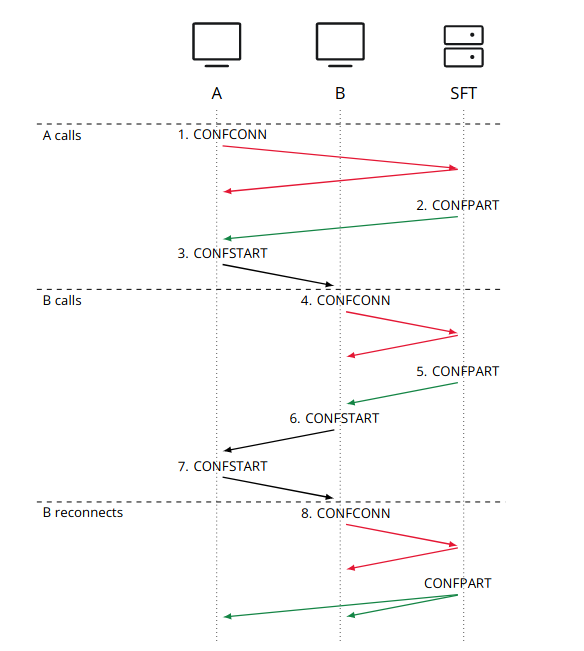 A B SFT
A calls
1. CONFCONN
2. CONFPART
3. CONFSTART
B calls
4. CONFCONN
5. CONFPART
6. CONFSTART
7. CONFSTART
B reconnects
8. CONFCONN
CONFPART